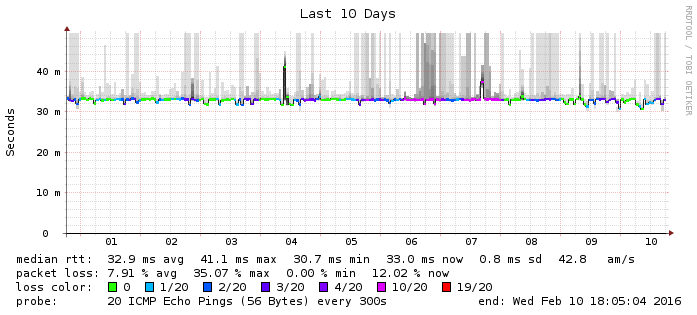 Last 10 Days
RRDTOOL / TOBI OETIKER
Seconds
40 m
30 m
20 m
10 m
0
01 02 03 04 05 06 07 08 09 10
median rtt: 32.9 ms avg 41.1 ms max 30.7 ms min 33.0 ms now 0.8 ms sd 42.8 am/s
packet loss: 7.91 % avg 35.07 % max 0.00 % min 12.02 % now
loss color: 0 1/20 2/20 3/20 4/20 10/20 19/20
probe: 20 ICMP Echo Pings (56 Bytes) every 300s end: Wed Feb 10 18:05:04 2016